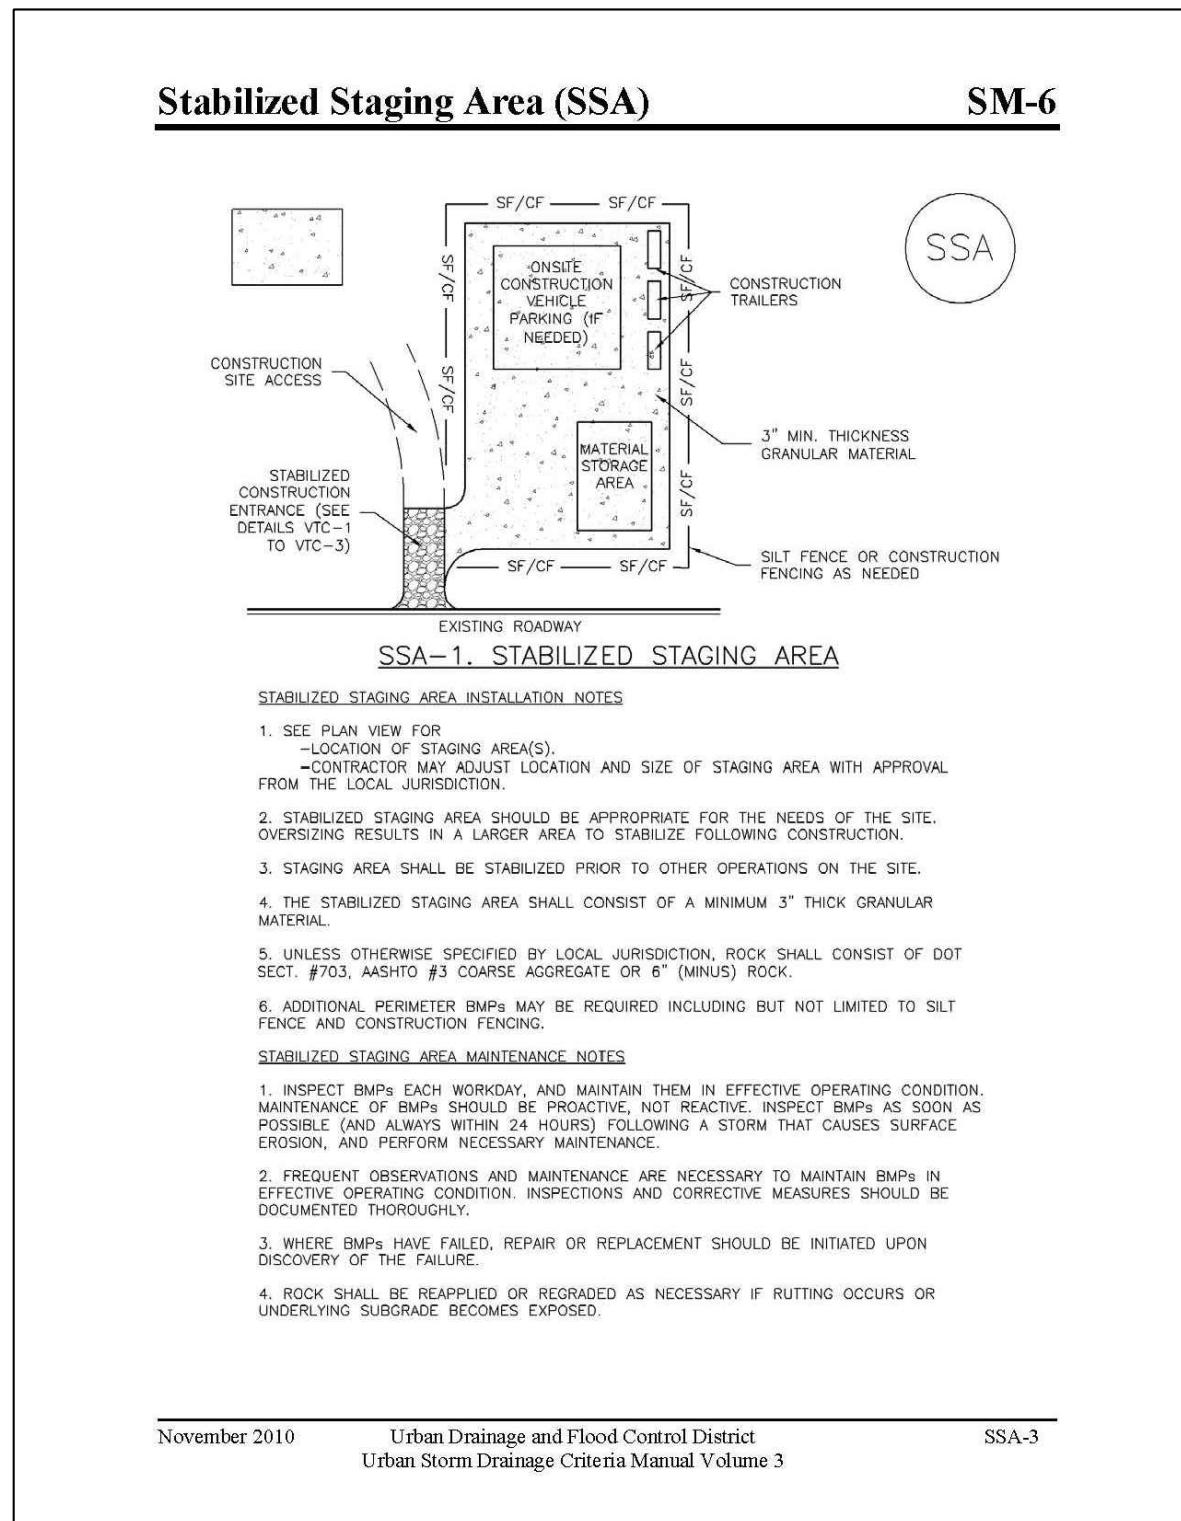 Stabilized Staging Area (SSA) SM-6
SF/CF SF/CF
SSA
SF/CF
SF/CF
ONSITE
CONSTRUCTION
VEHICLE
PARKING (IF
NEEDED)
CONSTRUCTION
TRAILERS
CONSTRUCTION
SITE ACCESS
SF/CF
SF/CF
3" MIN. THICKNESS
GRANULAR MATERIAL
MATERIAL
STORAGE
AREA
STABILIZED
CONSTRUCTION
ENTRANCE (SEE
DETAILS VTC-1
TO VTC-3)
SF/CF
SF/CF SF/CF
SILT FENCE OR CONSTRUCTION
FENCING AS NEEDED
EXISTING ROADWAY
SSA-1. STABILIZED STAGING AREA
STABILIZED STAGING AREA INSTALLATION NOTES
1. SEE PLAN VIEW FOR
-LOCATION OF STAGING AREA(S).
-CONTRACTOR MAY ADJUST LOCATION AND SIZE OF STAGING AREA WITH APPROVAL
FROM THE LOCAL JURISDICTION.
2. STABILIZED STAGING AREA SHOULD BE APPROPRIATE FOR THE NEEDS OF THE SITE.
OVERSIZING RESULTS IN A LARGER AREA TO STABILIZE FOLLOWING CONSTRUCTION.
3. STAGING AREA SHALL BE STABILIZED PRIOR TO OTHER OPERATIONS ON THE SITE.
4. THE STABILIZED STAGING AREA SHALL CONSIST OF A MINIMUM 3" THICK GRANULAR
MATERIAL.
5. UNLESS OTHERWISE SPECIFIED BY LOCAL JURISDICTION, ROCK SHALL CONSIST OF DOT
SECT. #703, AASHTO #3 COARSE AGGREGATE OR 6" (MINUS) ROCK.
6. ADDITIONAL PERIMETER BMPs MAY BE REQUIRED INCLUDING BUT NOT LIMITED TO SILT
FENCE AND CONSTRUCTION FENCING.
STABILIZED STAGING AREA MAINTENANCE NOTES
1. INSPECT BMPs EACH WORKDAY, AND MAINTAIN THEM IN EFFECTIVE OPERATING CONDITION.
MAINTENANCE OF BMPs SHOULD BE PROACTIVE, NOT REACTIVE. INSPECT BMPs AS SOON AS
POSSIBLE (AND ALWAYS WITHIN 24 HOURS) FOLLOWING A STORM THAT CAUSES SURFACE
EROSION, AND PERFORM NECESSARY MAINTENANCE.
2. FREQUENT OBSERVATIONS AND MAINTENANCE ARE NECESSARY TO MAINTAIN BMPs IN
EFFECTIVE OPERATING CONDITION. INSPECTIONS AND CORRECTIVE MEASURES SHOULD BE
DOCUMENTED THOROUGHLY.
3. WHERE BMPs HAVE FAILED, REPAIR OR REPLACEMENT SHOULD BE INITIATED UPON
DISCOVERY OF THE FAILURE.
4. ROCK SHALL BE REAPPLIED OR REGRADED AS NECESSARY IF RUTTING OCCURS OR
UNDERLYING SUBGRADE BECOMES EXPOSED.
November 2010 Urban Drainage and Flood Control District SSA-3
Urban Storm Drainage Criteria Manual Volume 3